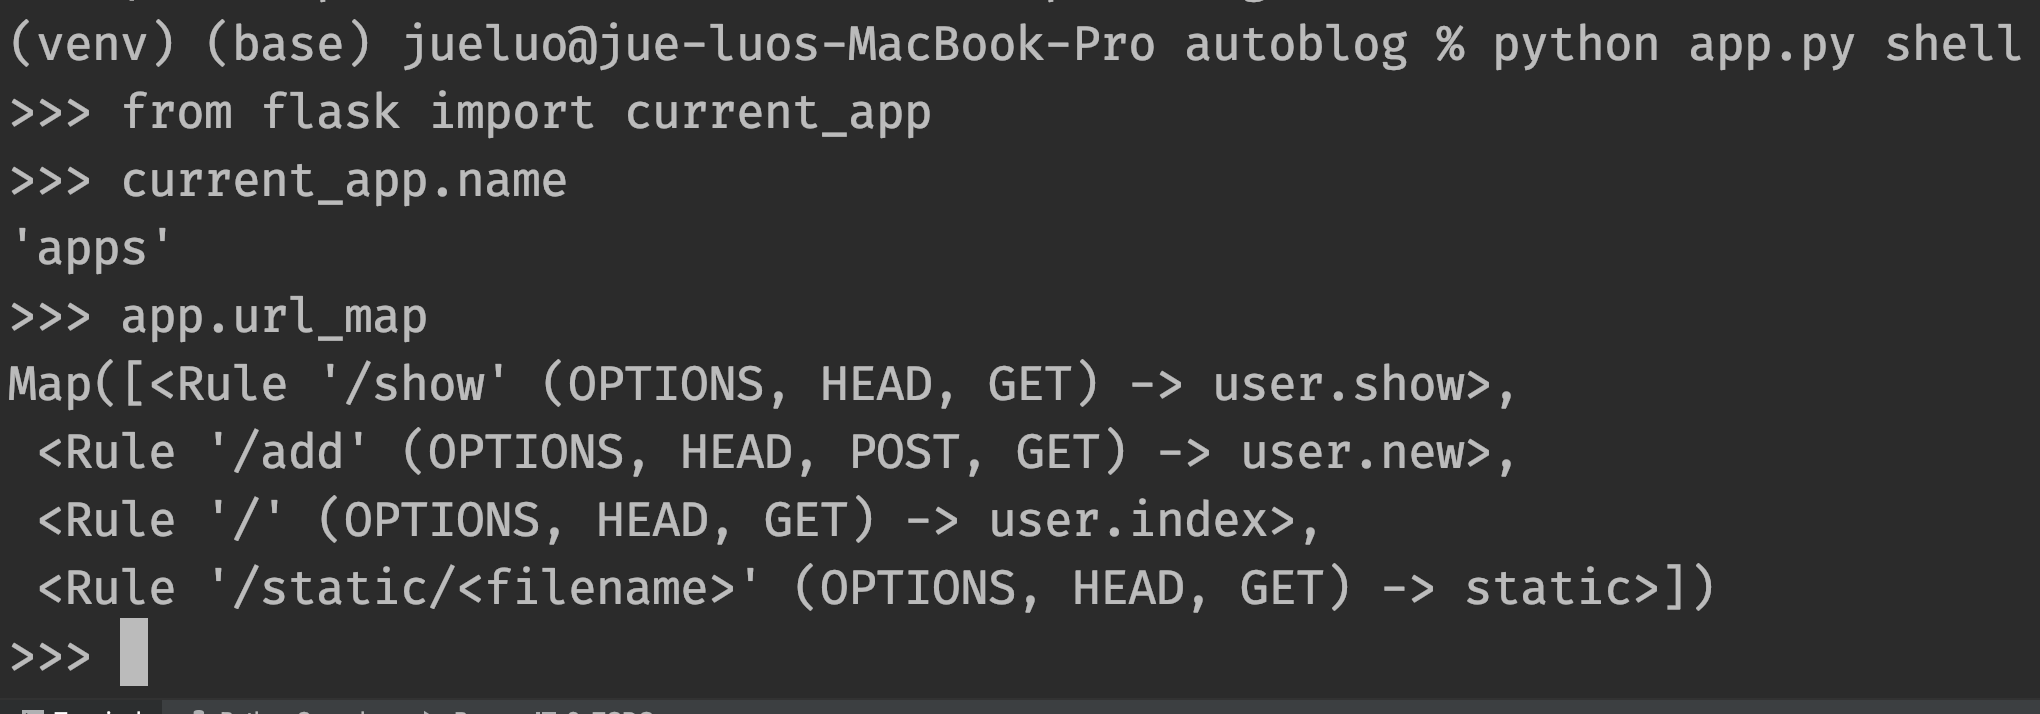 (venv) (base) jueluo@jue-luos-MacBook-Pro autoblog % python app.py shell
>>> from flask import current_app
>>> current_app.name
'apps'
>>> app.url_map
Map([<Rule '/show' (OPTIONS, HEAD, GET) -> user.show>,
 <Rule '/add' (OPTIONS, HEAD, POST, GET) -> user.new>,
 <Rule '/' (OPTIONS, HEAD, GET) -> user.index>,
 <Rule '/static/<filename>' (OPTIONS, HEAD, GET) -> static>])
>>>